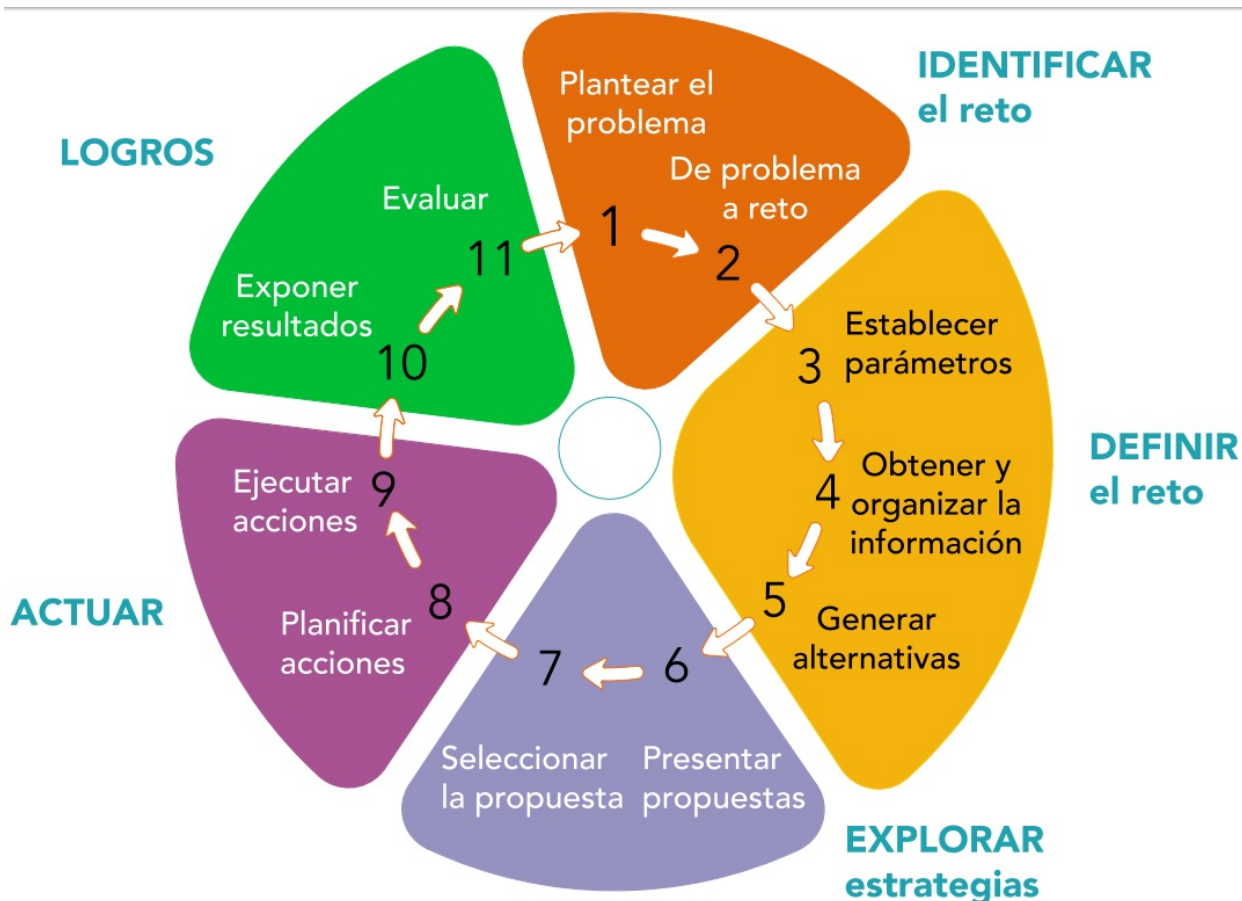 IDENTIFICAR
el reto
Plantear el
problema
1
De problema
a reto
2
DEFINIR
el reto
Establecer
parámetros
3
Obtener y
organizar la
información
4
Generar
alternativas
5
EXPLORAR
estrategias
Presentar
propuestas
6
Seleccionar
la propuesta
7
ACTUAR
Planificar
acciones
8
Ejecutar
acciones
9
LOGROS
Exponer
resultados
10
Evaluar
11